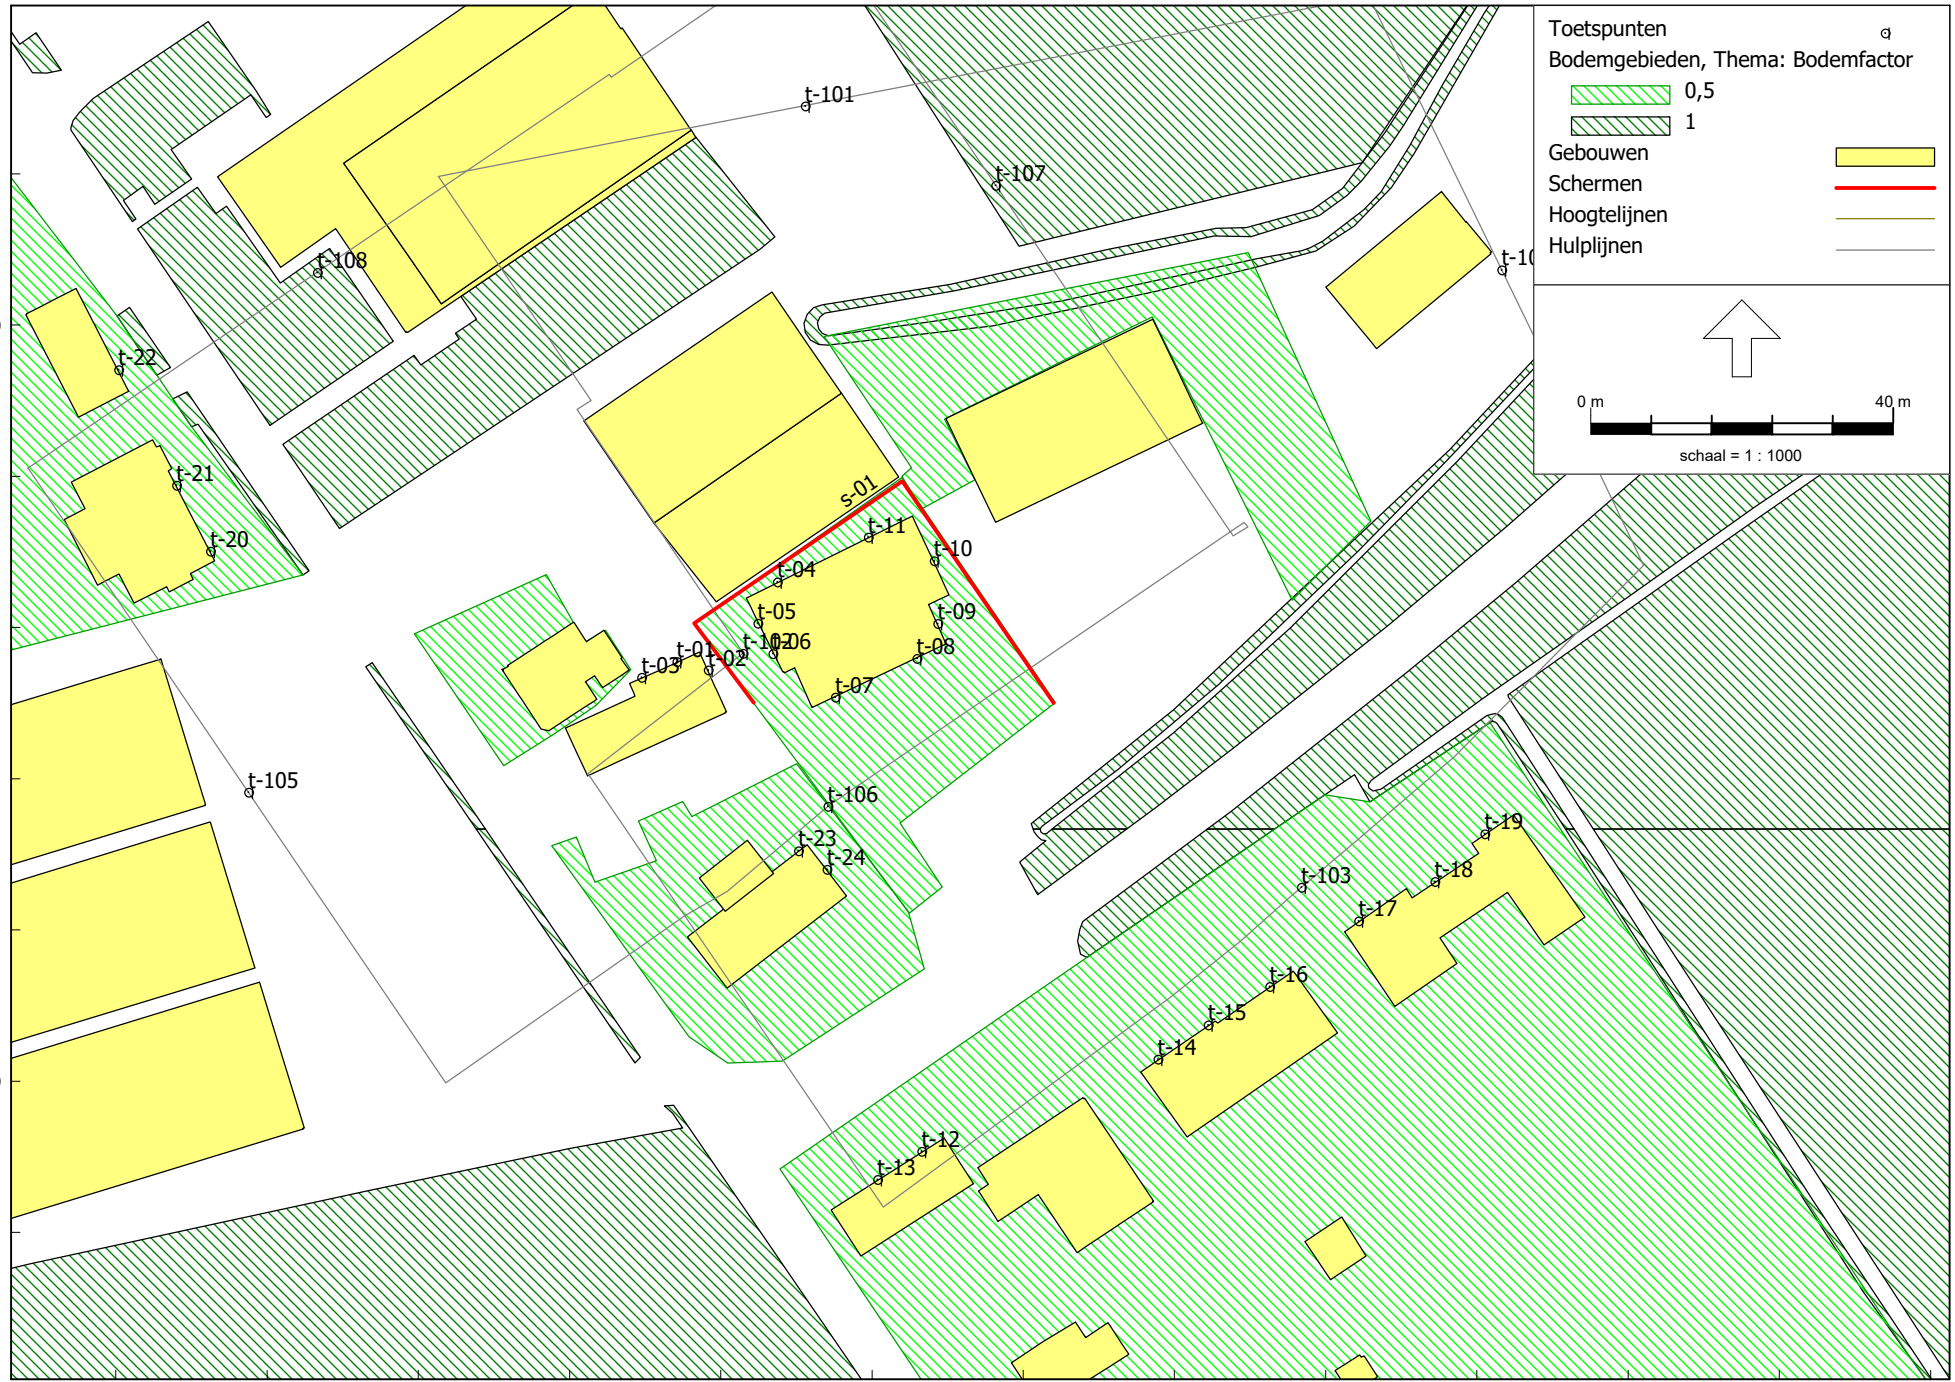 Toetspunten
Bodemgebieden, Thema: Bodemfactor
0,5
1
Gebouwen
Schermen
Hoogtelijnen
Hulplijnen
0 m 40 m
schaal = 1 : 1000
t-101
t-107
t-108
t-10
t-22
t-21
t-20
s-01
t-11
t-10
t-04
t-05
t-09
t-102
t-06
t-01
t-02
t-03
t-08
t-07
t-105
t-106
t-23
t-24
t-19
t-18
t-103
t-17
t-16
t-15
t-14
t-12
t-13